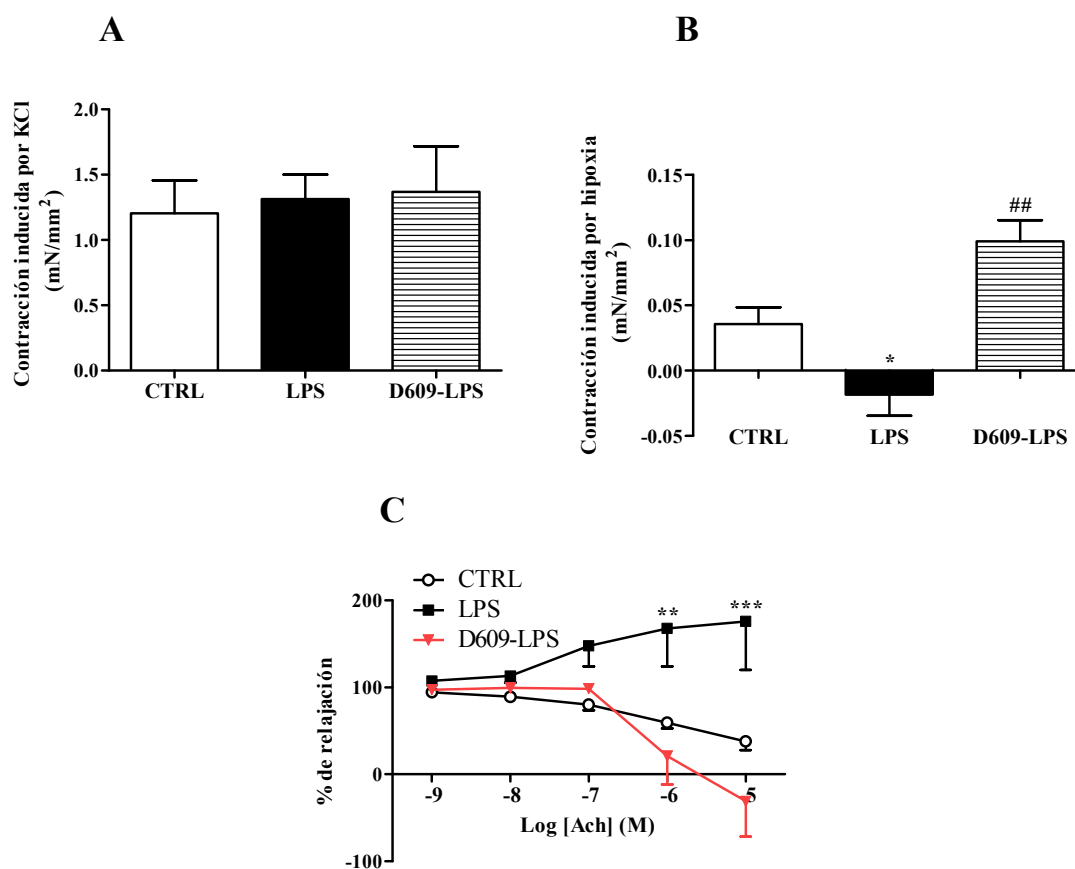 A
Contracción inducida por KCl
(mN/mm²)
2.0
1.5
1.0
0.5
0.0
CTRL
LPS
D609-LPS
B
Contracción inducida por hipoxia
(mN/mm²)
0.15
0.10
0.05
0.00
-0.05
*
##
CTRL
LPS
D609-LPS
C
CTRL
LPS
D609-LPS
% de relajación
200
100
0
-100
**
***
-9
-8
-7
-6
-5
Log [Ach] (M)